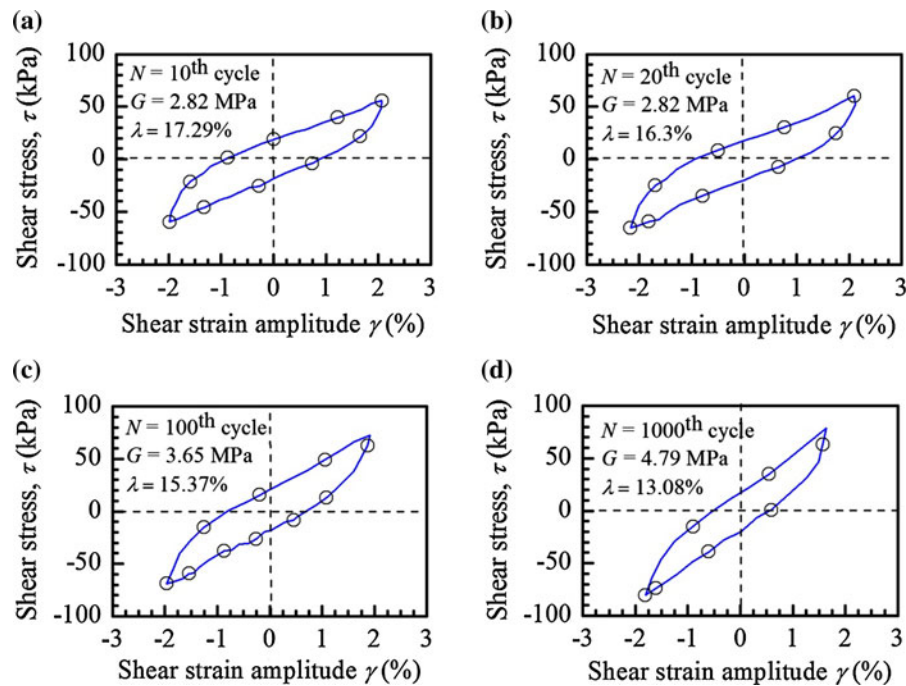 (a)
100
50
0
-50
-100
Shear stress, τ (kPa)
N = 10th cycle
G = 2.82 MPa
λ = 17.29%
-3 -2 -1 0 1 2 3
Shear strain amplitude γ (%)
(b)
100
50
0
-50
-100
Shear stress, τ (kPa)
N = 20th cycle
G = 2.82 MPa
λ = 16.3%
-3 -2 -1 0 1 2 3
Shear strain amplitude γ (%)
(c)
100
50
0
-50
-100
Shear stress, τ (kPa)
N = 100th cycle
G = 3.65 MPa
λ = 15.37%
-3 -2 -1 0 1 2 3
Shear strain amplitude γ (%)
(d)
100
50
0
-50
-100
Shear stress, τ (kPa)
N = 1000th cycle
G = 4.79 MPa
λ = 13.08%
-3 -2 -1 0 1 2 3
Shear strain amplitude γ (%)